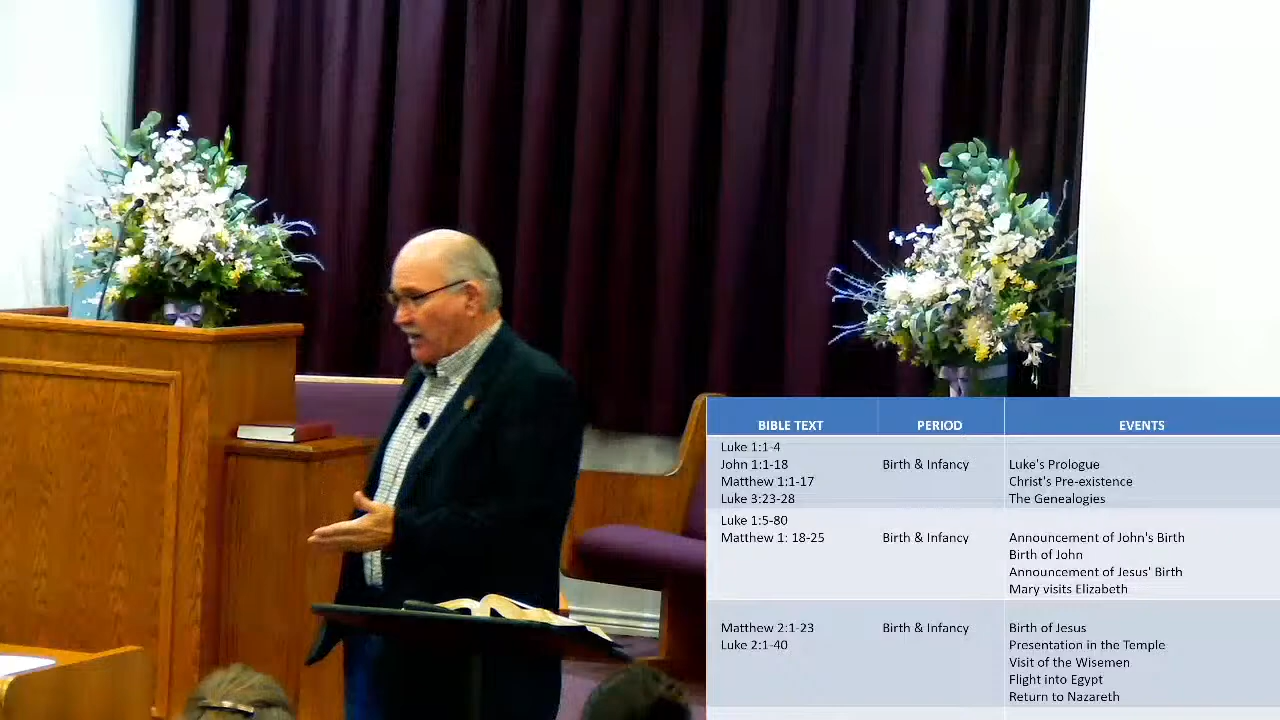 BIBLE TEXT PERIOD EVENTS
Luke 1:1-4
John 1:1-18 Birth & Infancy Luke's Prologue
Matthew 1:1-17 Christ's Pre-existence
Luke 3:23-28 The Genealogies
Luke 1:5-80
Matthew 1: 18-25 Birth & Infancy Announcement of John's Birth
Birth of John
Announcement of Jesus' Birth
Mary visits Elizabeth
Matthew 2:1-23 Birth & Infancy Birth of Jesus
Luke 2:1-40 Presentation in the Temple
Visit of the Wisemen
Flight into Egypt
Return to Nazareth